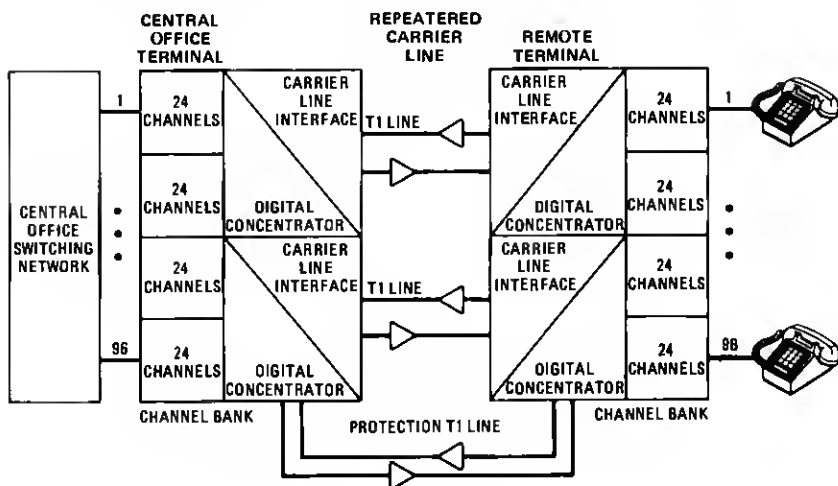 CENTRAL
OFFICE
TERMINAL
REPEATERED
CARRIER
LINE
REMOTE
TERMINAL
CENTRAL
OFFICE
SWITCHING
NETWORK
1
96
24
CHANNELS
24
CHANNELS
24
CHANNELS
24
CHANNELS
CHANNEL BANK
CARRIER
LINE
INTERFACE
DIGITAL
CONCENTRATOR
CARRIER
LINE
INTERFACE
DIGITAL
CONCENTRATOR
T1 LINE
T1 LINE
PROTECTION T1 LINE
CARRIER
LINE
INTERFACE
DIGITAL
CONCENTRATOR
CARRIER
LINE
INTERFACE
DIGITAL
CONCENTRATOR
24
CHANNELS
24
CHANNELS
24
CHANNELS
24
CHANNELS
CHANNEL BANK
1
98